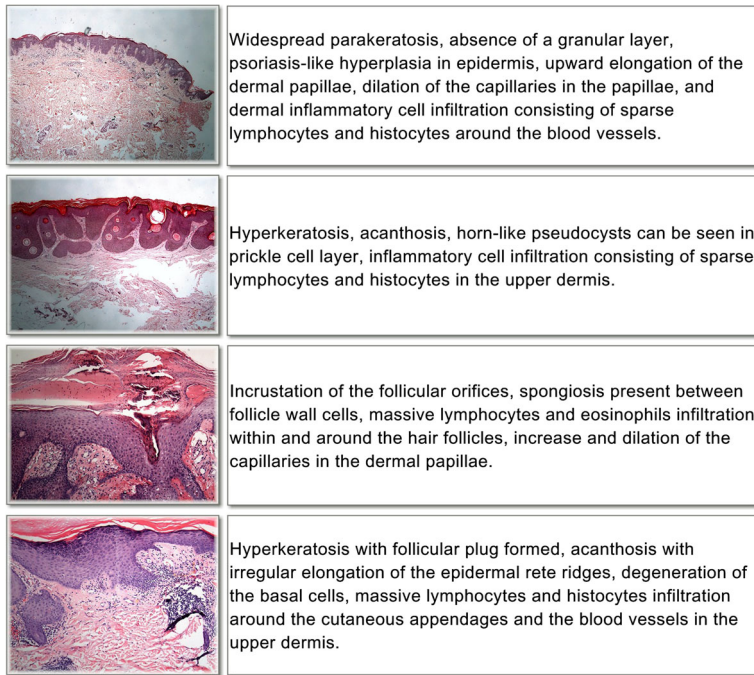 Widespread parakeratosis, absence of a granular layer,
psoriasis-like hyperplasia in epidermis, upward elongation of the
dermal papillae, dilation of the capillaries in the papillae, and
dermal inflammatory cell infiltration consisting of sparse
lymphocytes and histocytes around the blood vessels.
Hyperkeratosis, acanthosis, horn-like pseudocysts can be seen in
prickle cell layer, inflammatory cell infiltration consisting of sparse
lymphocytes and histocytes in the upper dermis.
Incrustation of the follicular orifices, spongiosis present between
follicle wall cells, massive lymphocytes and eosinophils infiltration
within and around the hair follicles, increase and dilation of the
capillaries in the dermal papillae.
Hyperkeratosis with follicular plug formed, acanthosis with
irregular elongation of the epidermal rete ridges, degeneration of
the basal cells, massive lymphocytes and histocytes infiltration
around the cutaneous appendages and the blood vessels in the
upper dermis.